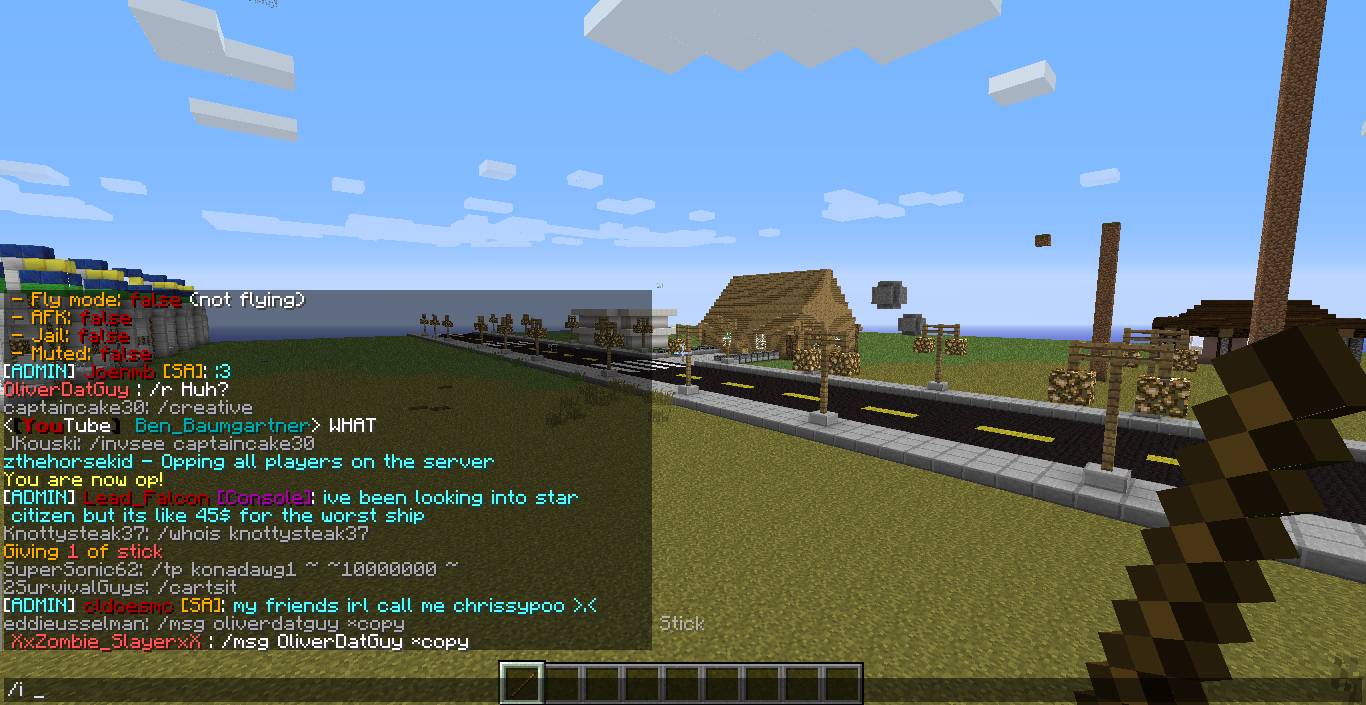 - Fly mode: false (not flying)
- AFK: false
- Jail: false
- Muted: false
[ADMIN] Joenmb [SA]: :3
OliverDatGuy : /r Huh?
captaincake30: /creative
<[YouTube] Ben_Baumgartner> WHAT
JKouski: /invsee captaincake30
zthehorsekid - Opping all players on the server
You are now op!
[ADMIN] Lead_Falcon [Console]: ive been looking into star
citizen but its like 45$ for the worst ship
Knottysteak37: /whois knottysteak37
Giving 1 of stick
SuperSonic62: /tp konadawg1 ~ ~10000000 ~
2SurvivalGuys: /cartsit
[ADMIN] cldoesmc [SA]: my friends irl call me chrissypoo >.<
eddieusselman: /msg oliverdatguy *copy
XxZombie_SlayerxX : /msg OliverDatGuy *copy
Stick
/i _